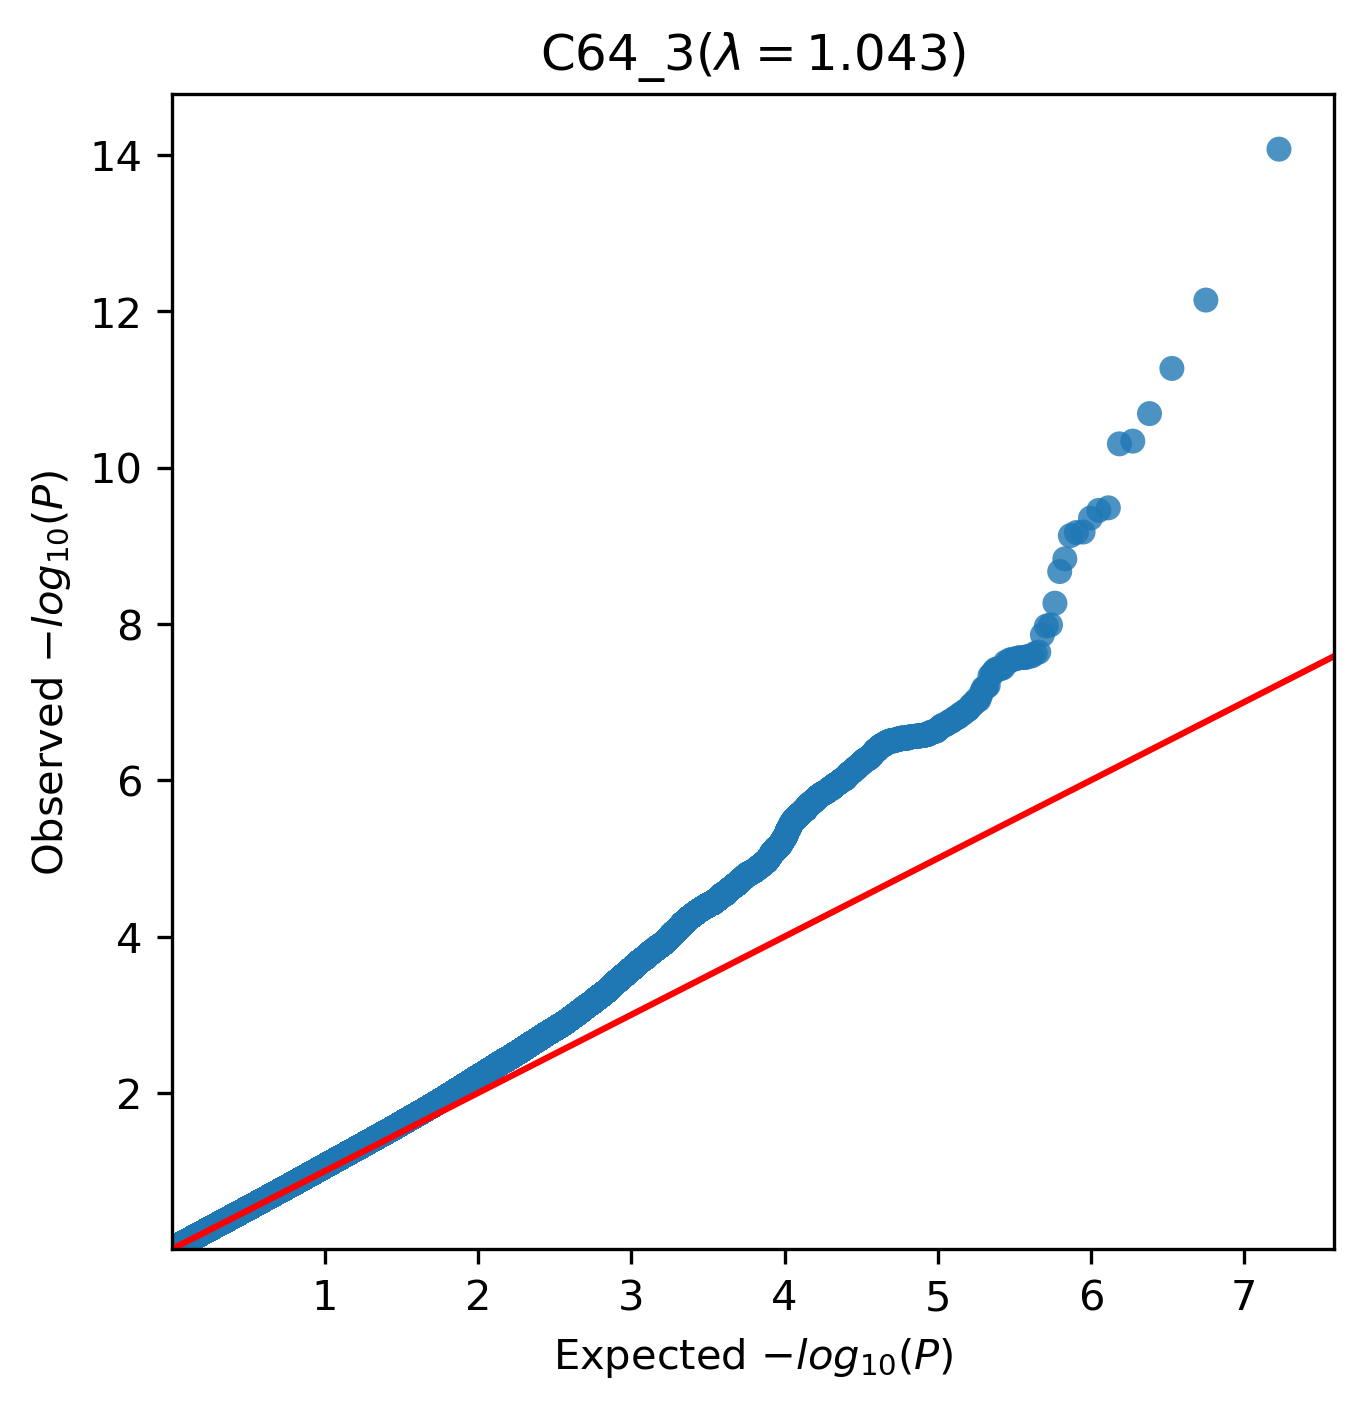 C64_3(λ = 1.043)
Observed −log₁₀(P)
14
12
10
8
6
4
2
1 2 3 4 5 6 7
Expected −log₁₀(P)